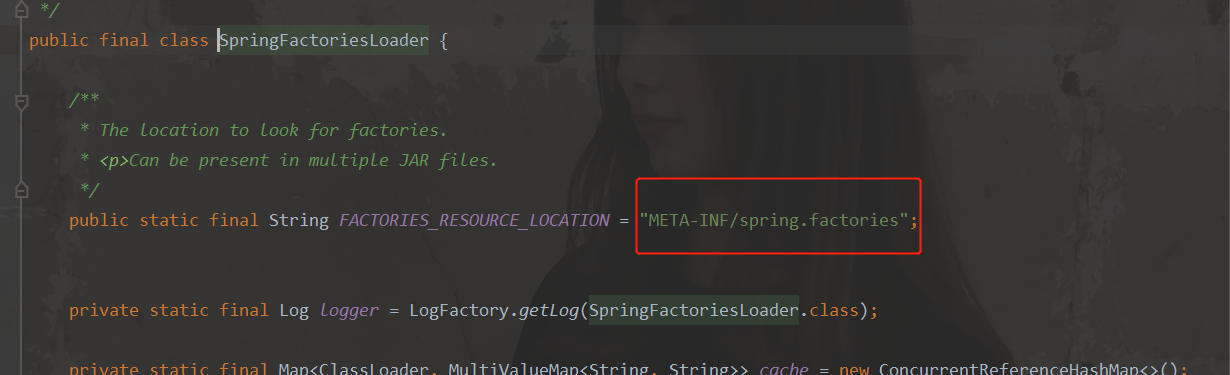 */
public final class SpringFactoriesLoader {
/**
* The location to look for factories.
* <p>Can be present in multiple JAR files.
*/
public static final String FACTORIES_RESOURCE_LOCATION = "META-INF/spring.factories";
private static final Log logger = LogFactory.getLog(SpringFactoriesLoader.class);
private static final Map<ClassLoader, MultiValueMap<String, String>> cache = new ConcurrentReferenceHashMap<>();